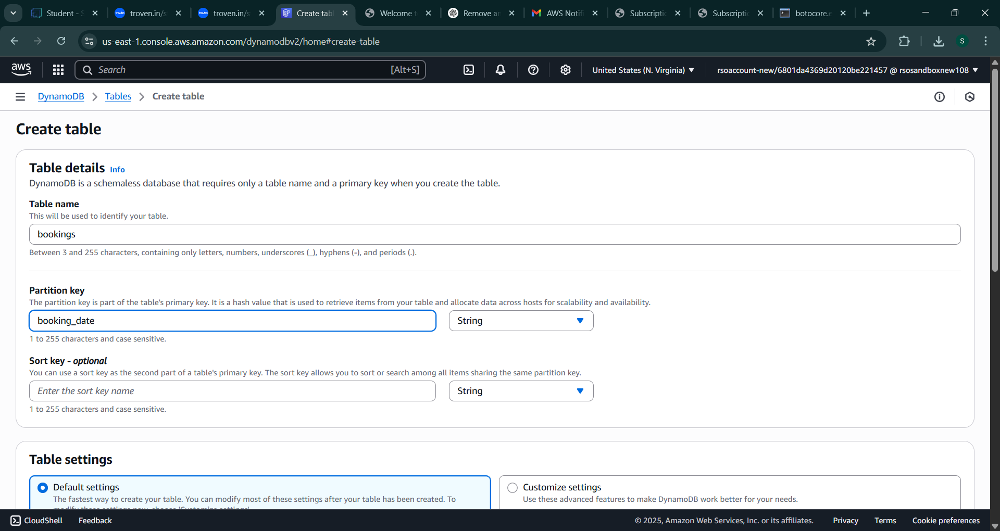 Student - S
troven.in/s
troven.in/s
Create tabl
Welcome t
Remove an
AWS Notifi
Subscriptio
Subscriptio
botocore.e
us-east-1.console.aws.amazon.com/dynamodbv2/home#create-table
S
aws
Search
[Alt+S]
United States (N. Virginia)
rsoaccount-new/6801da4369d20120be221457 @ rsosandboxnew108
DynamoDB
Tables
Create table
Create table
Table details Info
DynamoDB is a schemaless database that requires only a table name and a primary key when you create the table.
Table name
This will be used to identify your table.
bookings
Between 3 and 255 characters, containing only letters, numbers, underscores (_), hyphens (-), and periods (.).
Partition key
The partition key is part of the table's primary key. It is a hash value that is used to retrieve items from your table and allocate data across hosts for scalability and availability.
booking_date
String
1 to 255 characters and case sensitive.
Sort key - optional
You can use a sort key as the second part of a table's primary key. The sort key allows you to sort or search among all items sharing the same partition key.
Enter the sort key name
String
1 to 255 characters and case sensitive.
Table settings
Default settings
The fastest way to create your table. You can modify most of these settings after your table has been created. To
modify these settings now, choose 'Customize settings'.
Customize settings
Use these advanced features to make DynamoDB work better for your needs.
CloudShell
Feedback
© 2025, Amazon Web Services, Inc. or its affiliates.
Privacy
Terms
Cookie preferences